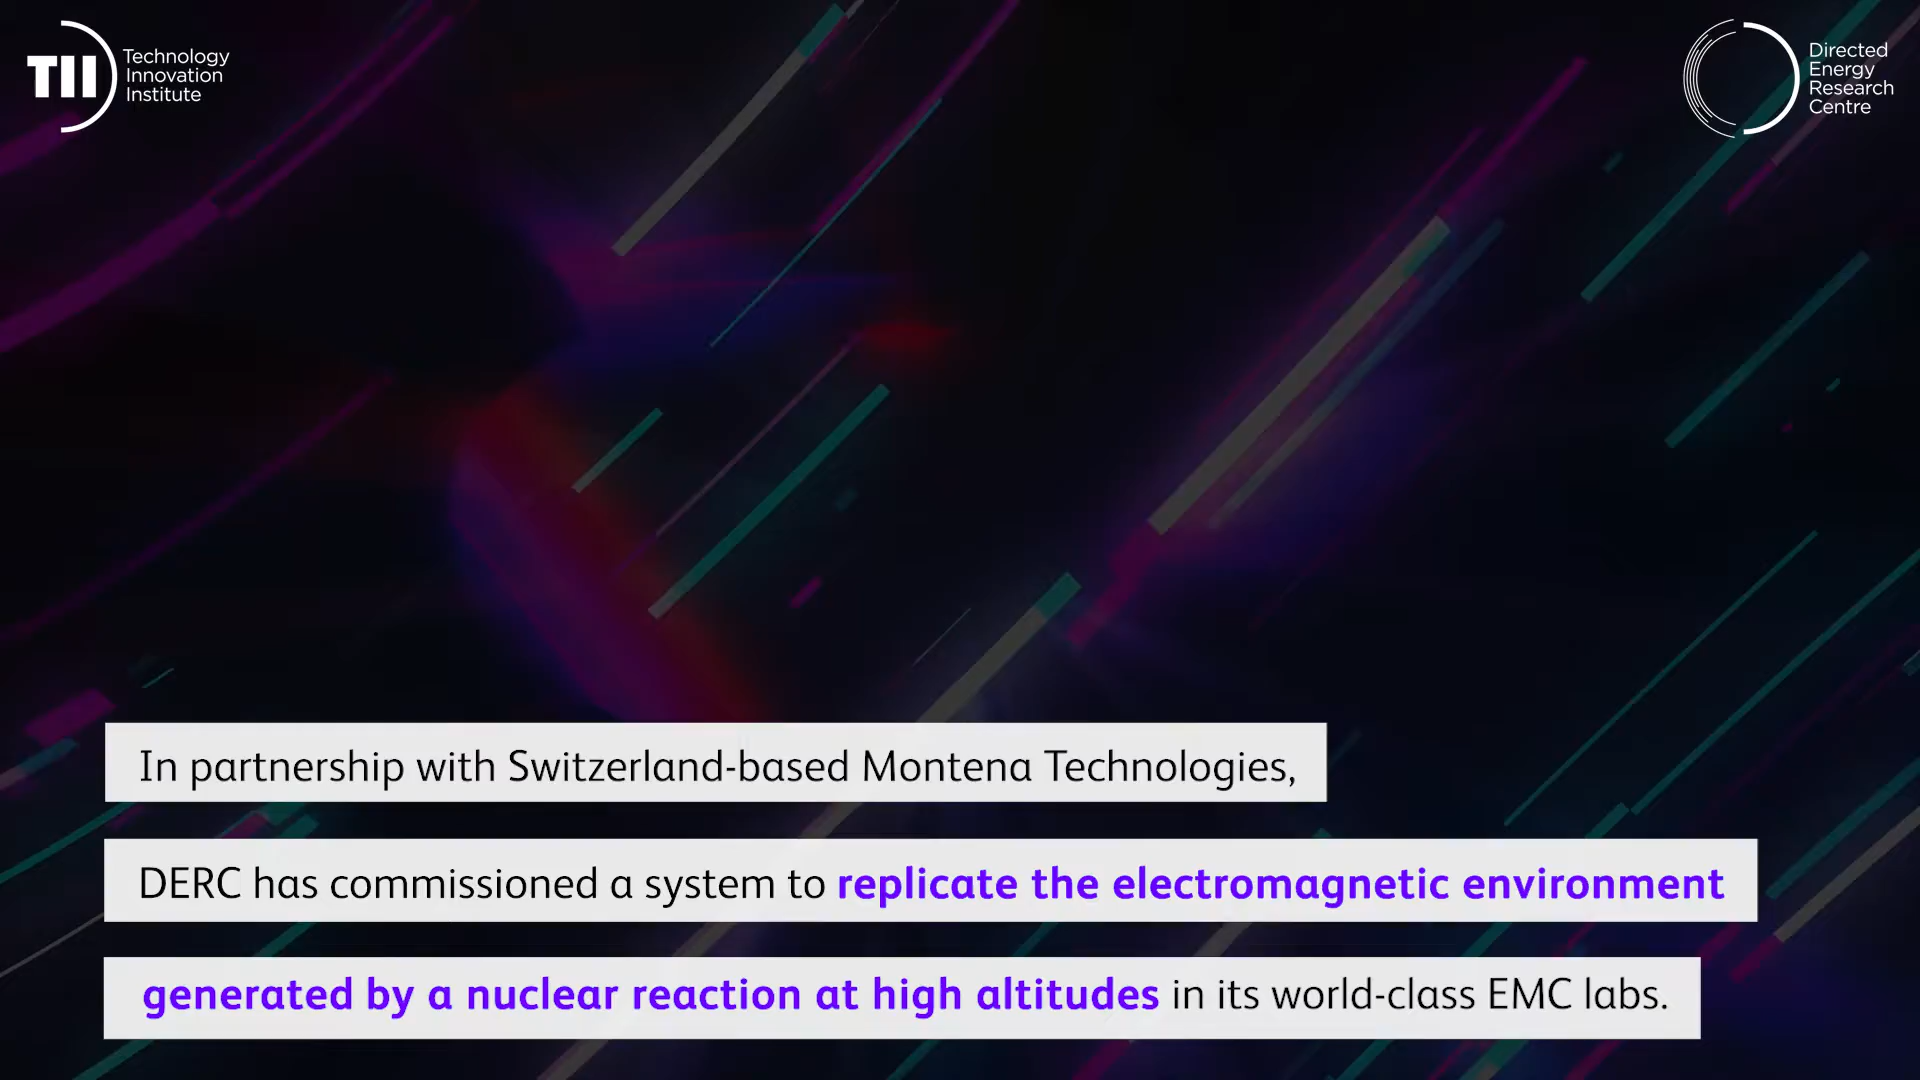 TII
Technology
Innovation
Institute
Directed
Energy
Research
Centre
In partnership with Switzerland-based Montena Technologies,
DERC has commissioned a system to replicate the electromagnetic environment
generated by a nuclear reaction at high altitudes in its world-class EMC labs.